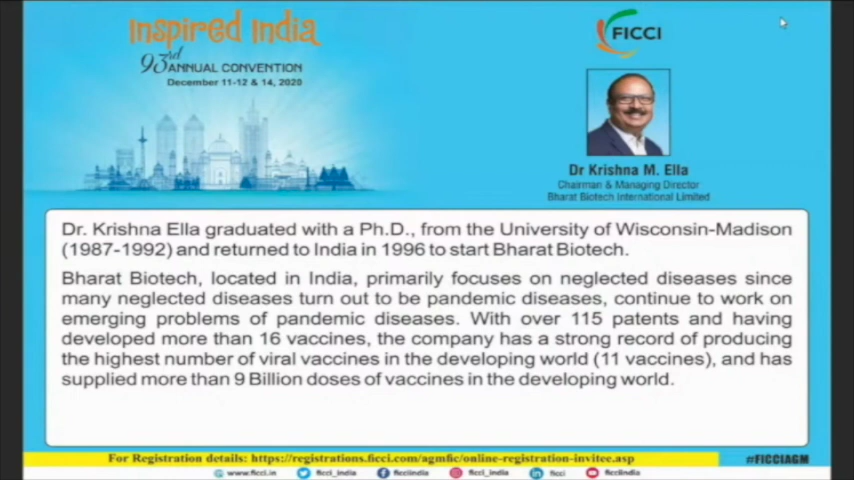 Inspired India
93rd ANNUAL CONVENTION
December 11-12 & 14, 2020
FICCI
Dr Krishna M. Ella
Chairman & Managing Director
Bharat Biotech International Limited
Dr. Krishna Ella graduated with a Ph.D., from the University of Wisconsin-Madison
(1987-1992) and returned to India in 1996 to start Bharat Biotech.
Bharat Biotech, located in India, primarily focuses on neglected diseases since
many neglected diseases turn out to be pandemic diseases, continue to work on
emerging problems of pandemic diseases. With over 115 patents and having
developed more than 16 vaccines, the company has a strong record of producing
the highest number of viral vaccines in the developing world (11 vaccines), and has
supplied more than 9 Billion doses of vaccines in the developing world.
For Registration details: https://registrations.ficci.com/agmfic/online-registration-invitee.asp
#FICCIAGM
www.ficci.in ficci_india ficciindia ficci_india ficci ficciindia